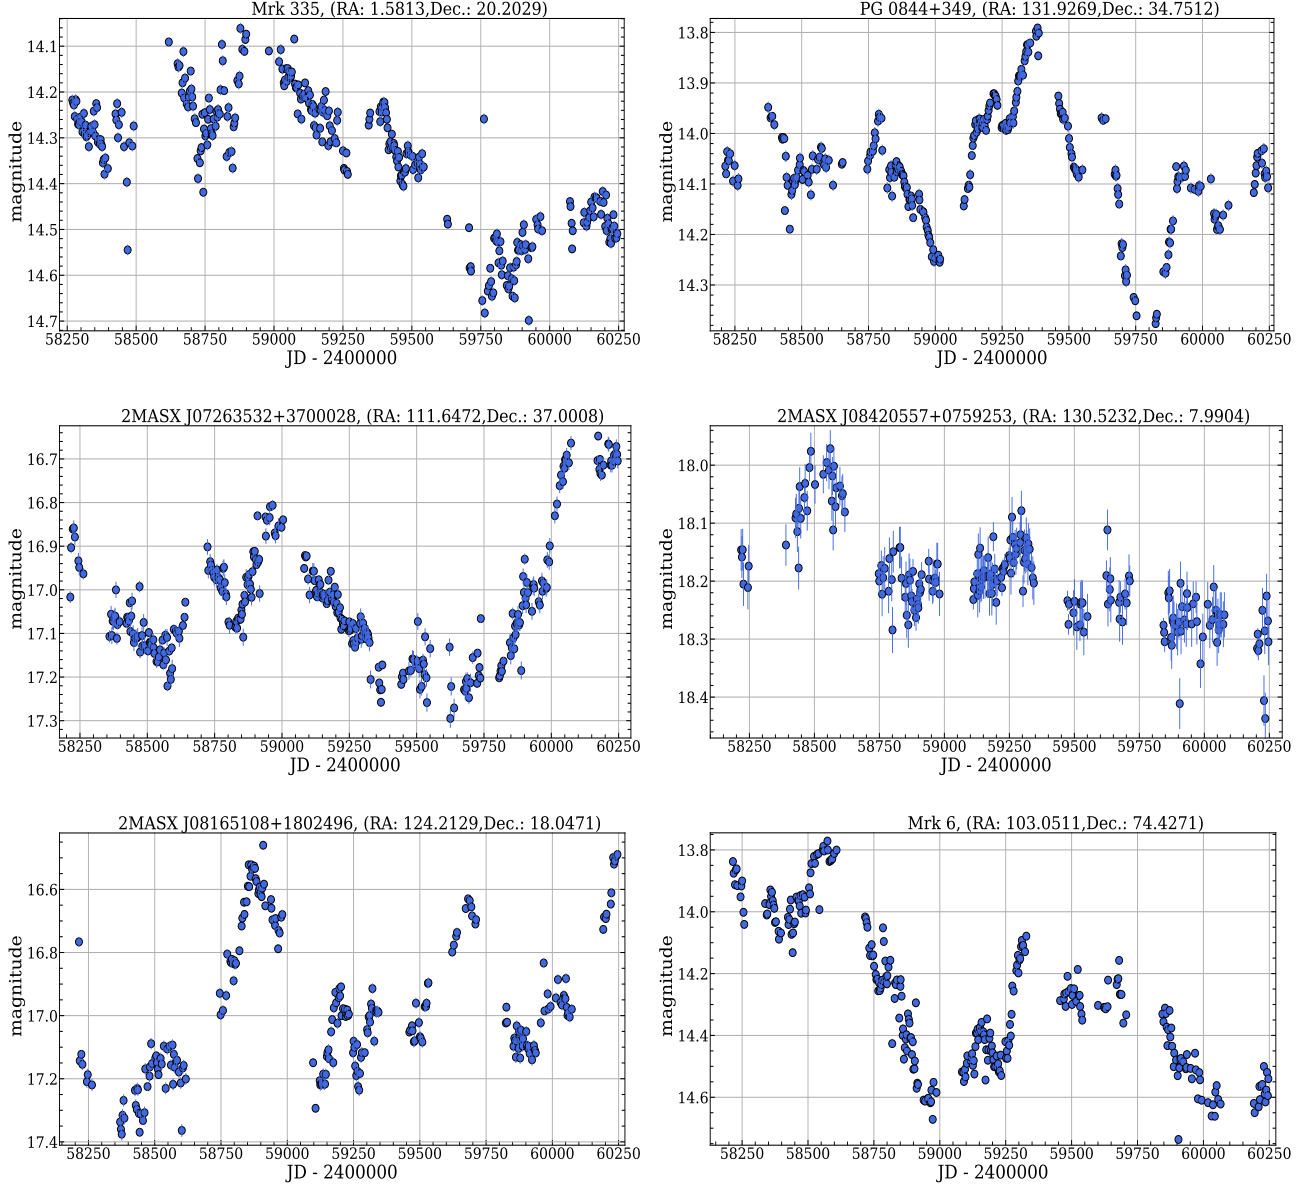 Mrk 335, (RA: 1.5813,Dec.: 20.2029)
magnitude
14.1
14.2
14.3
14.4
14.5
14.6
14.7
58250 58500 58750 59000 59250 59500 59750 60000 60250
JD - 2400000
PG 0844+349, (RA: 131.9269,Dec.: 34.7512)
magnitude
13.8
13.9
14.0
14.1
14.2
14.3
58250 58500 58750 59000 59250 59500 59750 60000 60250
JD - 2400000
2MASX J07263532+3700028, (RA: 111.6472,Dec.: 37.0008)
magnitude
16.7
16.8
16.9
17.0
17.1
17.2
17.3
58250 58500 58750 59000 59250 59500 59750 60000 60250
JD - 2400000
2MASX J08420557+0759253, (RA: 130.5232,Dec.: 7.9904)
magnitude
18.0
18.1
18.2
18.3
18.4
58250 58500 58750 59000 59250 59500 59750 60000 60250
JD - 2400000
2MASX J08165108+1802496, (RA: 124.2129,Dec.: 18.0471)
magnitude
16.6
16.8
17.0
17.2
17.4
58250 58500 58750 59000 59250 59500 59750 60000 60250
JD - 2400000
Mrk 6, (RA: 103.0511,Dec.: 74.4271)
magnitude
13.8
14.0
14.2
14.4
14.6
58250 58500 58750 59000 59250 59500 59750 60000 60250
JD - 2400000